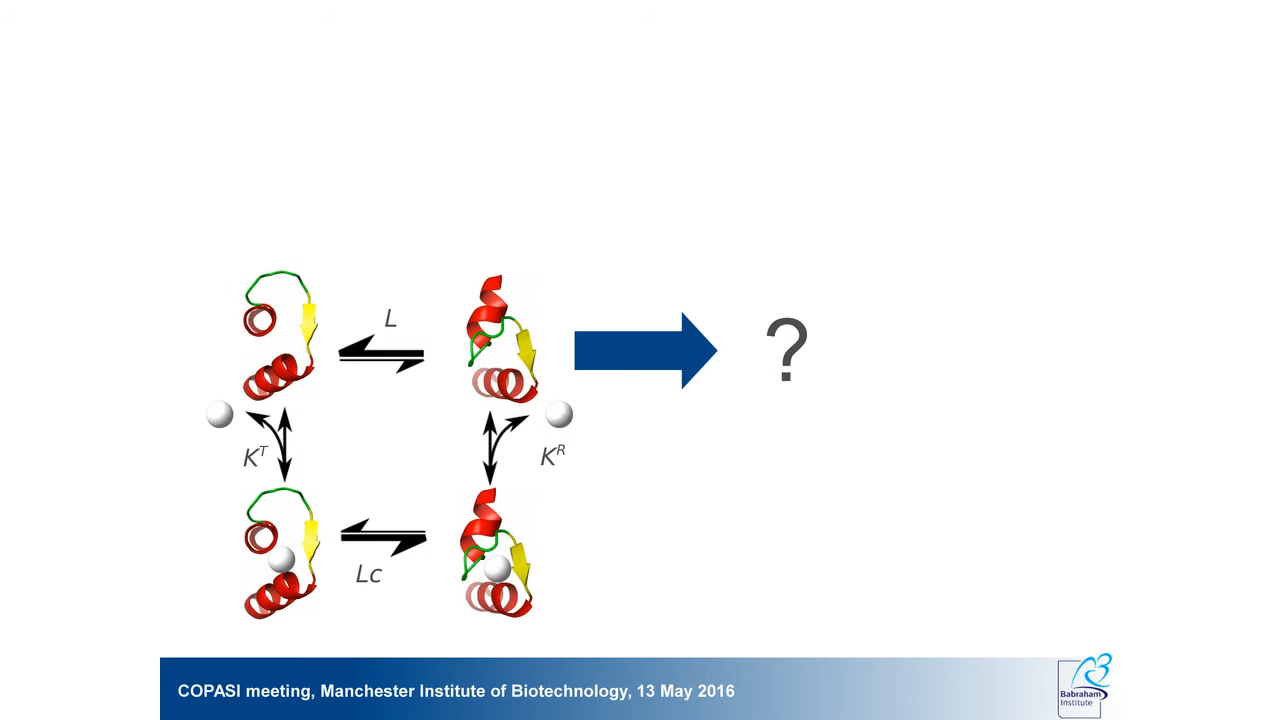 L
?
K^T
K^R
Lc
COPASI meeting, Manchester Institute of Biotechnology, 13 May 2016
Babraham
Institute